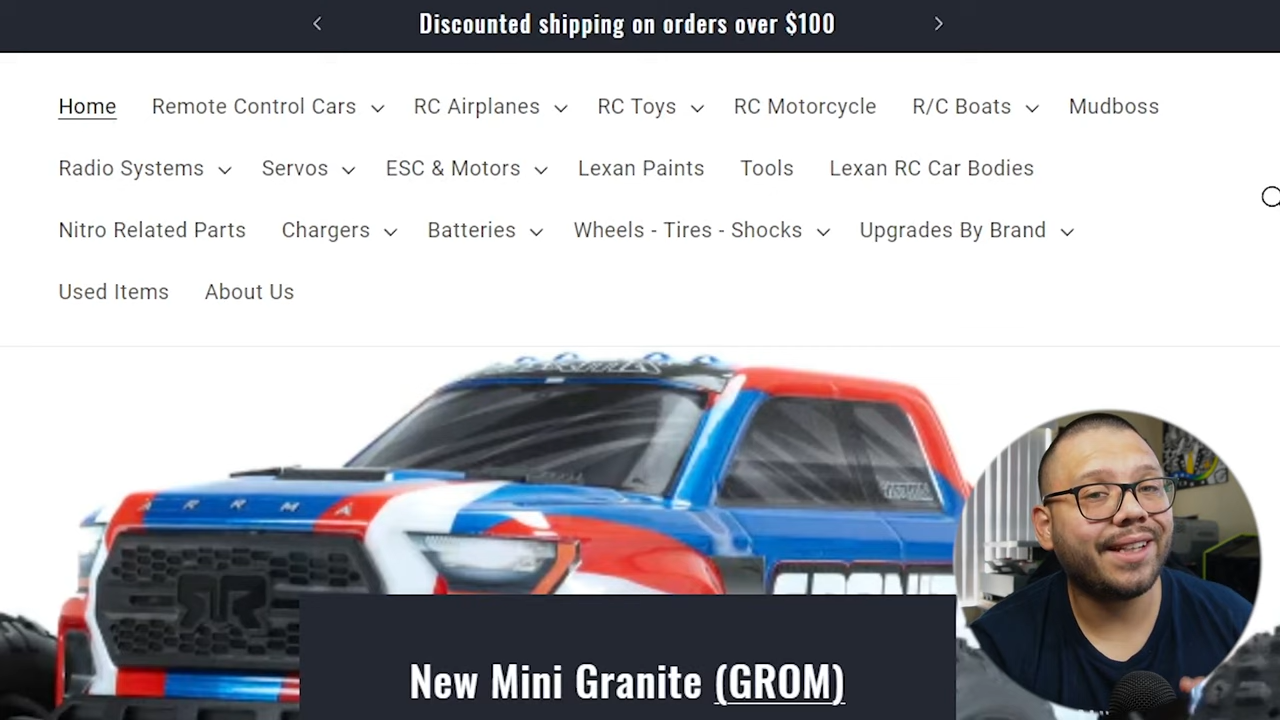 Discounted shipping on orders over $100
Home Remote Control Cars RC Airplanes RC Toys RC Motorcycle R/C Boats Mudboss
Radio Systems Servos ESC & Motors Lexan Paints Tools Lexan RC Car Bodies
Nitro Related Parts Chargers Batteries Wheels - Tires - Shocks Upgrades By Brand
Used Items About Us
ARRMA
New Mini Granite (GROM)